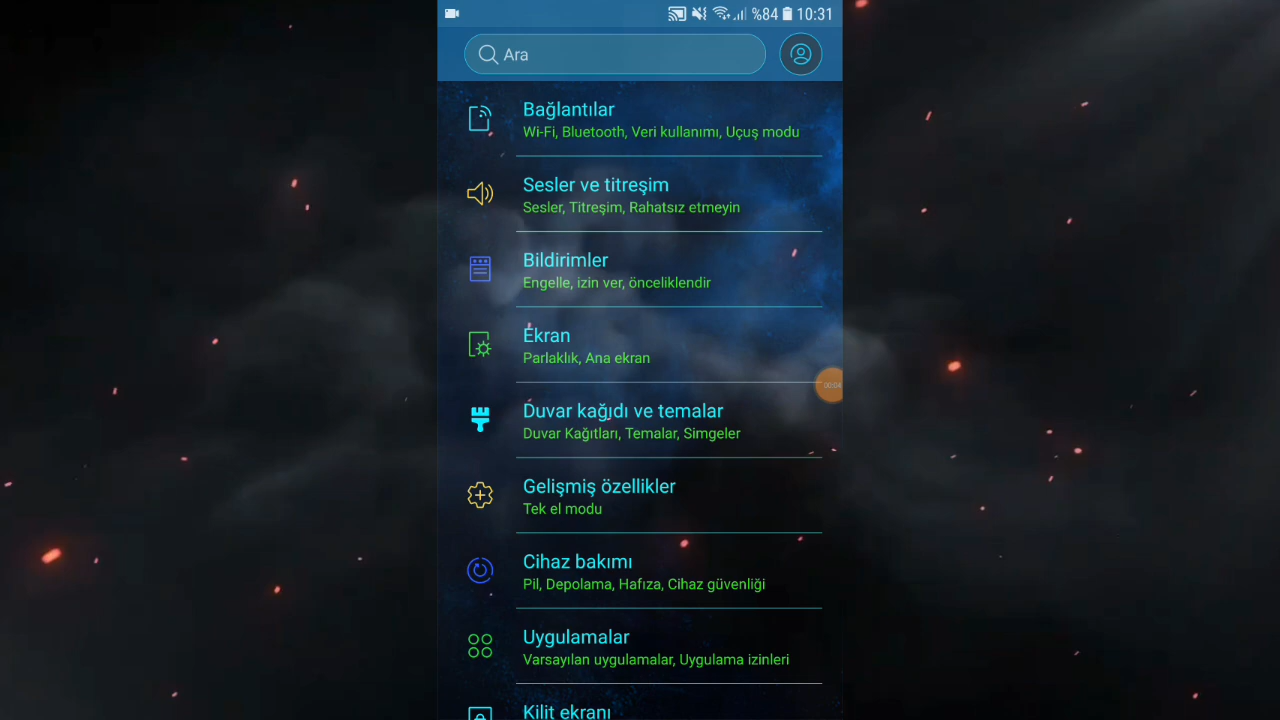 %84 10:31
Ara
Bağlantılar
Wi-Fi, Bluetooth, Veri kullanımı, Uçuş modu
Sesler ve titreşim
Sesler, Titreşim, Rahatsız etmeyin
Bildirimler
Engelle, izin ver, önceliklendir
Ekran
Parlaklık, Ana ekran
00:04
Duvar kağıdı ve temalar
Duvar Kağıtları, Temalar, Simgeler
Gelişmiş özellikler
Tek el modu
Cihaz bakımı
Pil, Depolama, Hafıza, Cihaz güvenliği
Uygulamalar
Varsayılan uygulamalar, Uygulama izinleri
Kilit ekranı